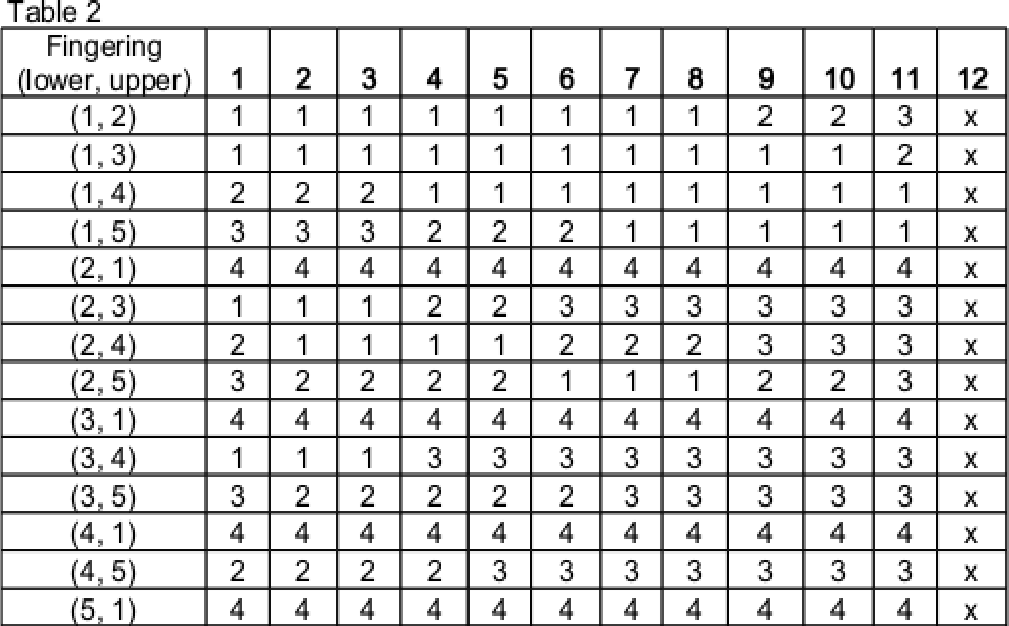 Table 2
Fingering
(lower, upper) 1 2 3 4 5 6 7 8 9 10 11 12
(1, 2) 1 1 1 1 1 1 1 1 2 2 3 x
(1, 3) 1 1 1 1 1 1 1 1 1 1 2 x
(1, 4) 2 2 2 1 1 1 1 1 1 1 1 x
(1, 5) 3 3 3 2 2 2 1 1 1 1 1 x
(2, 1) 4 4 4 4 4 4 4 4 4 4 4 x
(2, 3) 1 1 1 2 2 3 3 3 3 3 3 x
(2, 4) 2 1 1 1 1 2 2 2 3 3 3 x
(2, 5) 3 2 2 2 2 1 1 1 2 2 3 x
(3, 1) 4 4 4 4 4 4 4 4 4 4 4 x
(3, 4) 1 1 1 3 3 3 3 3 3 3 3 x
(3, 5) 3 2 2 2 2 2 3 3 3 3 3 x
(4, 1) 4 4 4 4 4 4 4 4 4 4 4 x
(4, 5) 2 2 2 2 3 3 3 3 3 3 3 x
(5, 1) 4 4 4 4 4 4 4 4 4 4 4 x